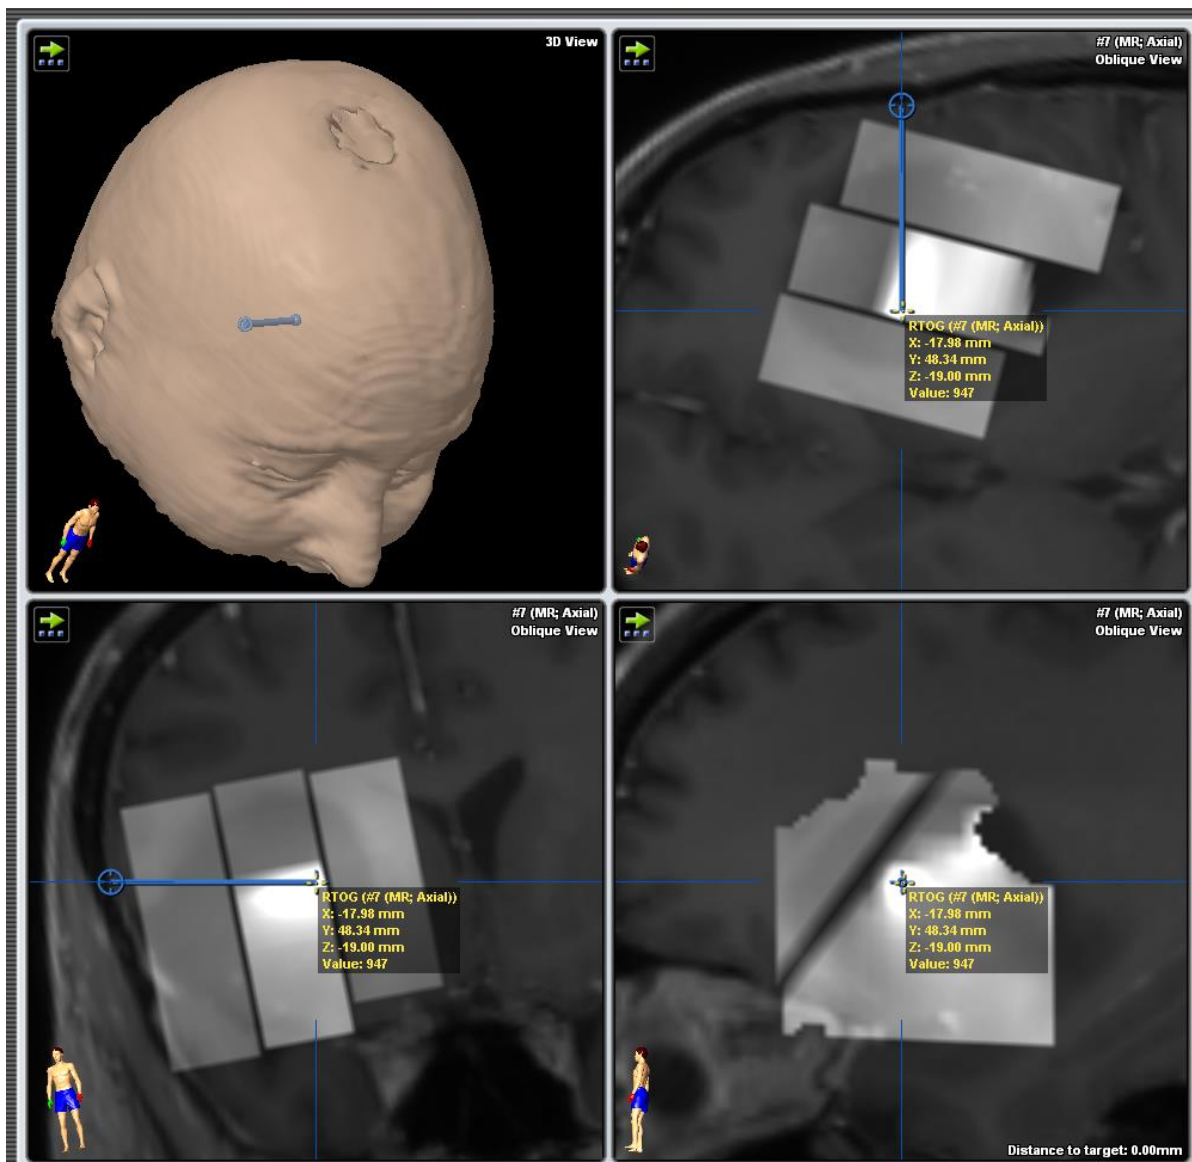 3D View
#7 (MR; Axial)
Oblique View
RTOG (#7 (MR; Axial))
X: -17.98 mm
Y: 48.34 mm
Z: -19.00 mm
Value: 947
#7 (MR; Axial)
Oblique View
RTOG (#7 (MR; Axial))
X: -17.98 mm
Y: 48.34 mm
Z: -19.00 mm
Value: 947
#7 (MR; Axial)
Oblique View
RTOG (#7 (MR; Axial))
X: -17.98 mm
Y: 48.34 mm
Z: -19.00 mm
Value: 947
Distance to target: 0.00mm